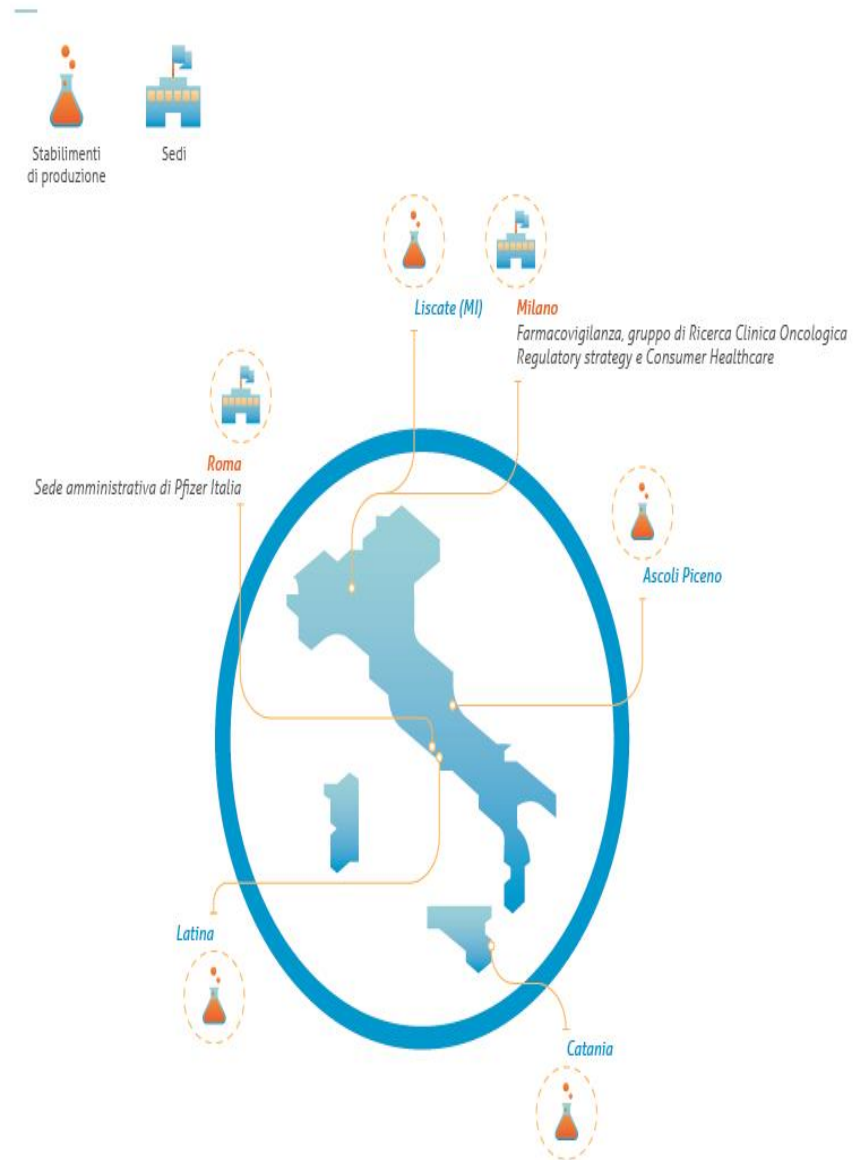 Stabilimenti
di produzione
Sedi
Liscate (MI)
Milano
Farmacovigilanza, gruppo di Ricerca Clinica Oncologica
Regulatory strategy e Consumer Healthcare
Roma
Sede amministrativa di Pfizer Italia
Ascoli Piceno
Latina
Catania